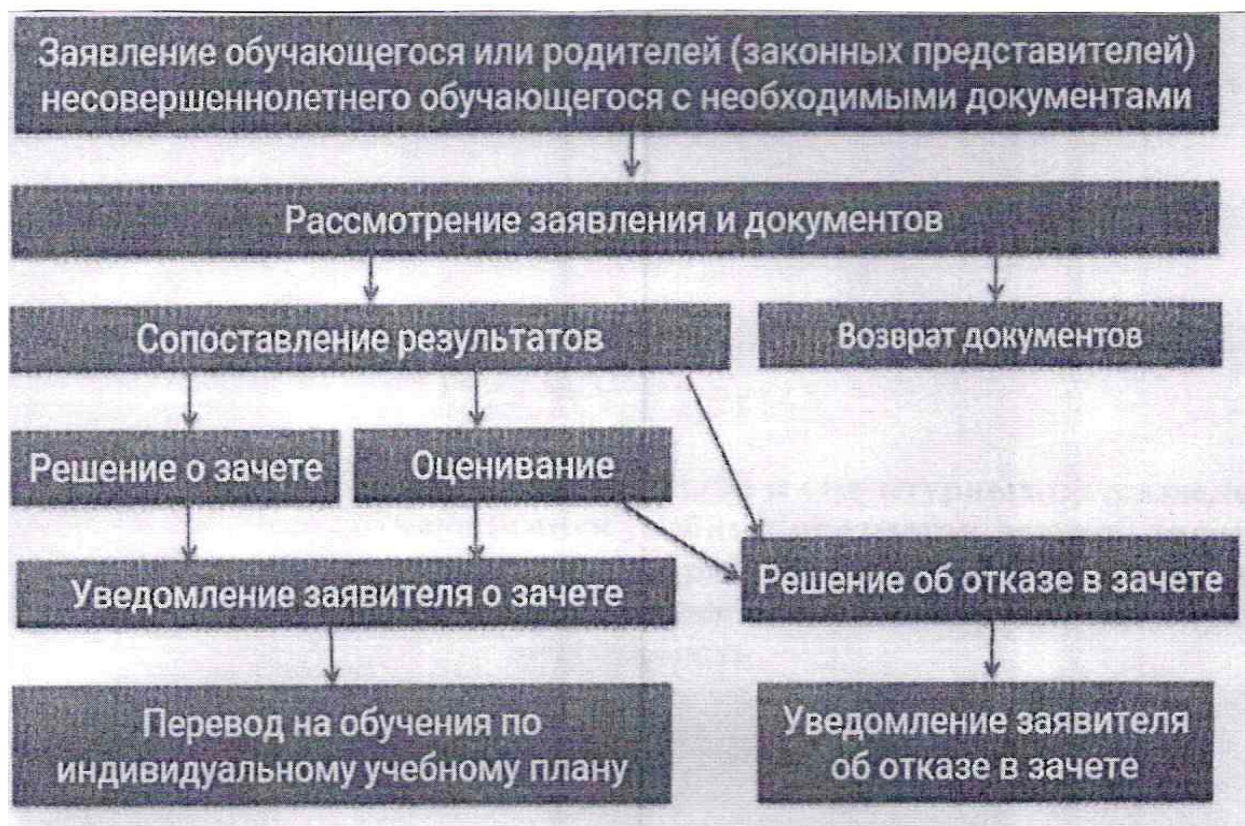 Заявление обучающегося или родителей (законных представителей)
несовершеннолетнего обучающегося с необходимыми документами
Рассмотрение заявления и документов
Сопоставление результатов
Возврат документов
Решение о зачете
Оценивание
Уведомление заявителя о зачете
Решение об отказе в зачете
Перевод на обучения по
индивидуальному учебному плану
Уведомление заявителя
об отказе в зачете